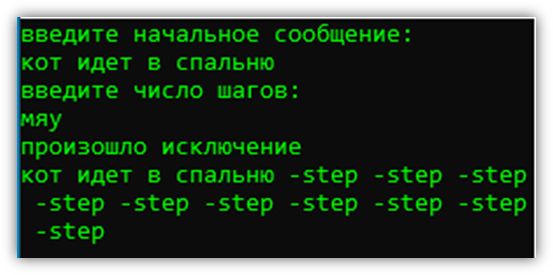 введите начальное сообщение:
кот идет в спальню
введите число шагов:
мяу
произошло исключение
кот идет в спальню -step -step -step
-step -step -step -step -step -step
-step